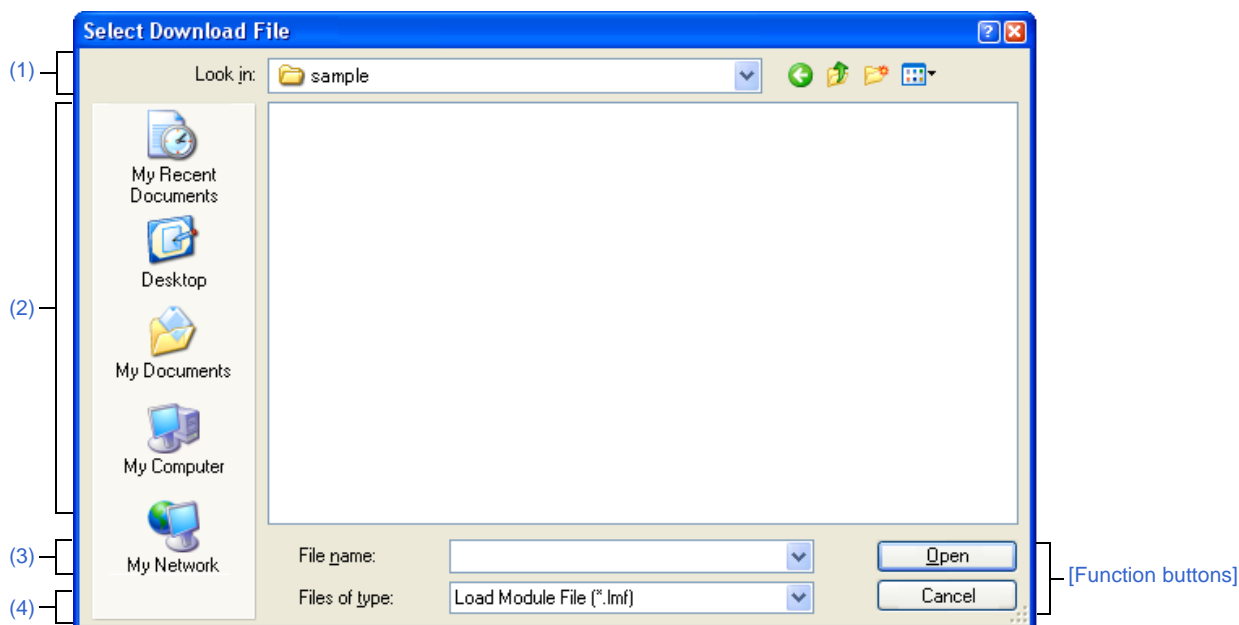 Select Download File
(1)
Look in:
sample
(2)
My Recent
Documents
Desktop
My Documents
My Computer
My Network
(3)
File name:
Open
[Function buttons]
(4)
Files of type:
Load Module File (*.lmf)
Cancel